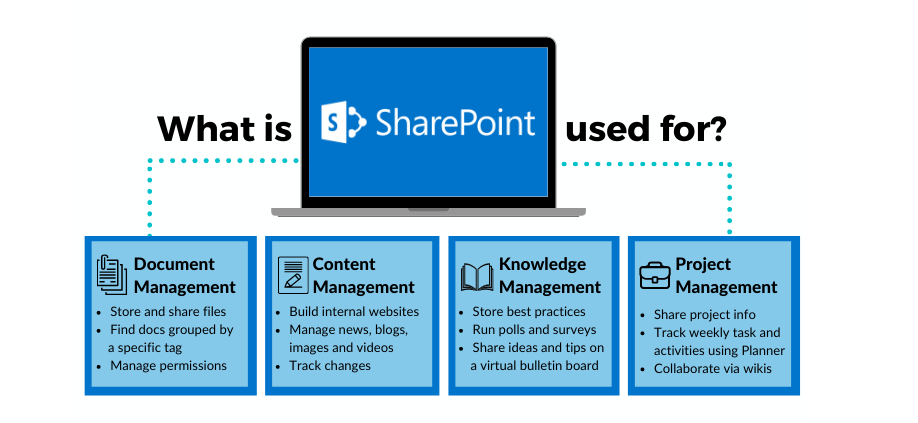 What is
S SharePoint
used for?
Document
Management
• Store and share files
• Find docs grouped by
a specific tag
• Manage permissions
Content
Management
• Build internal websites
• Manage news, blogs,
images and videos
• Track changes
Knowledge
Management
• Store best practices
• Run polls and surveys
• Share ideas and tips on
a virtual bulletin board
Project
Management
• Share project info
• Track weekly task and
activities using Planner
• Collaborate via wikis